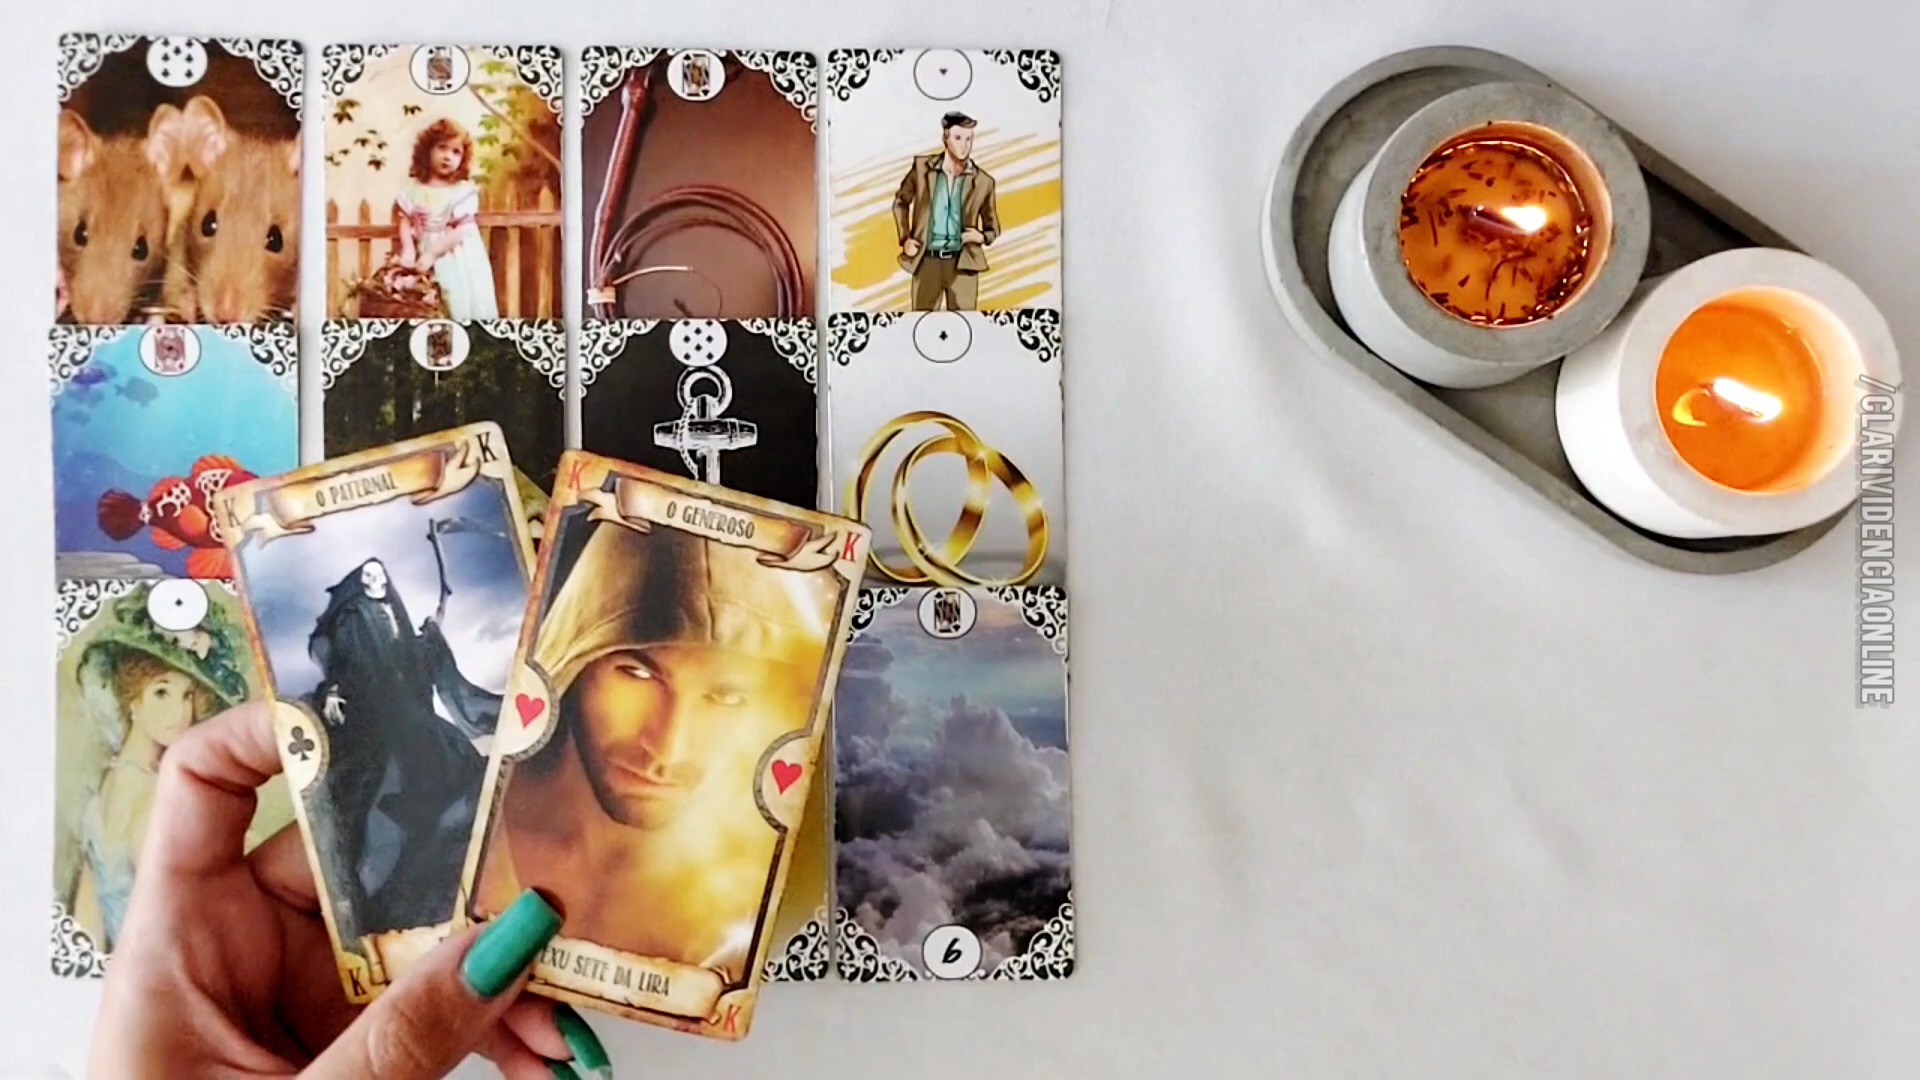 K
O PATERNAL
K
K
K
O GENEROSO
K
EXU SETE DA LIRA
K
6
/CLARIVIDENCIAONLINE